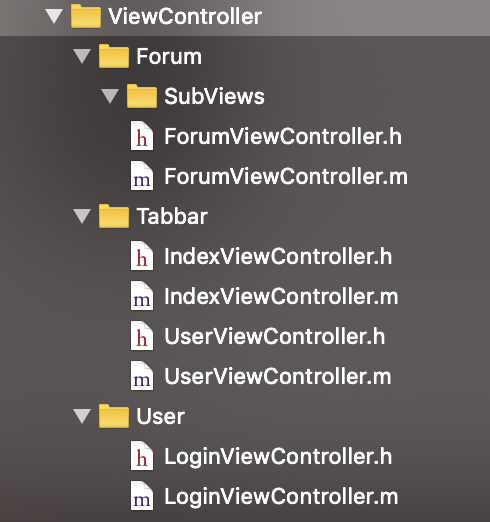 ViewController
Forum
SubViews
h ForumViewController.h
m ForumViewController.m
Tabbar
h IndexViewController.h
m IndexViewController.m
h UserViewController.h
m UserViewController.m
User
h LoginViewController.h
m LoginViewController.m